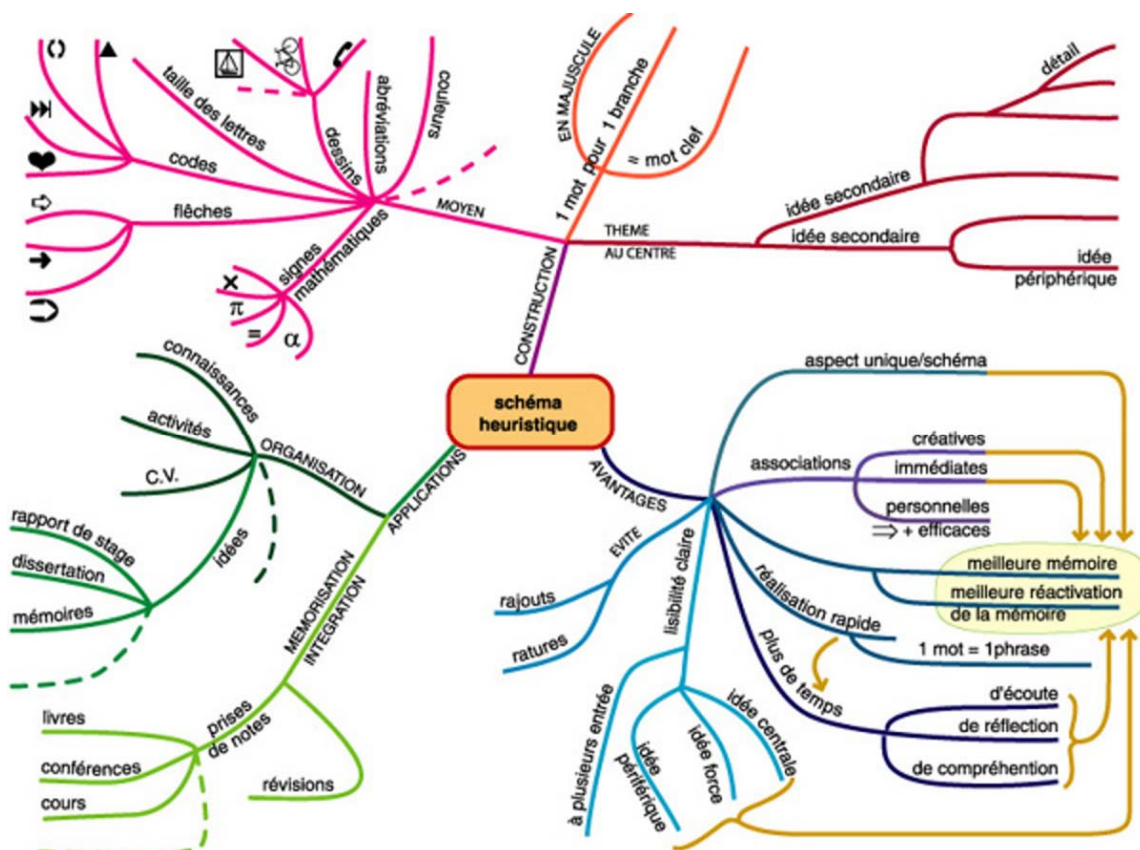 schéma
heuristique
CONSTRUCTION
MOYEN
couleurs
abréviations
dessins
taille des lettres
codes
flêches
signes
mathématiques
×
π
=
α
1 mot pour 1 branche
EN MAJUSCULE
= mot clef
THEME
AU CENTRE
idée secondaire
détail
idée secondaire
idée
périphérique
AVANTAGES
aspect unique/schéma
associations
créatives
immédiates
personnelles
⇒ + efficaces
meilleure mémoire
meilleure réactivation
de la mémoire
réalisation rapide
1 mot = 1phrase
plus de temps
d'écoute
de réflection
de compréhention
lisibilité claire
idée centrale
idée force
idée
périférique
à plusieurs entrée
EVITE
rajouts
ratures
APPLICATIONS
ORGANISATION
connaissances
activités
C.V.
idées
rapport de stage
dissertation
mémoires
MEMORISATION
INTEGRATION
prises
de notes
livres
conférences
cours
révisions